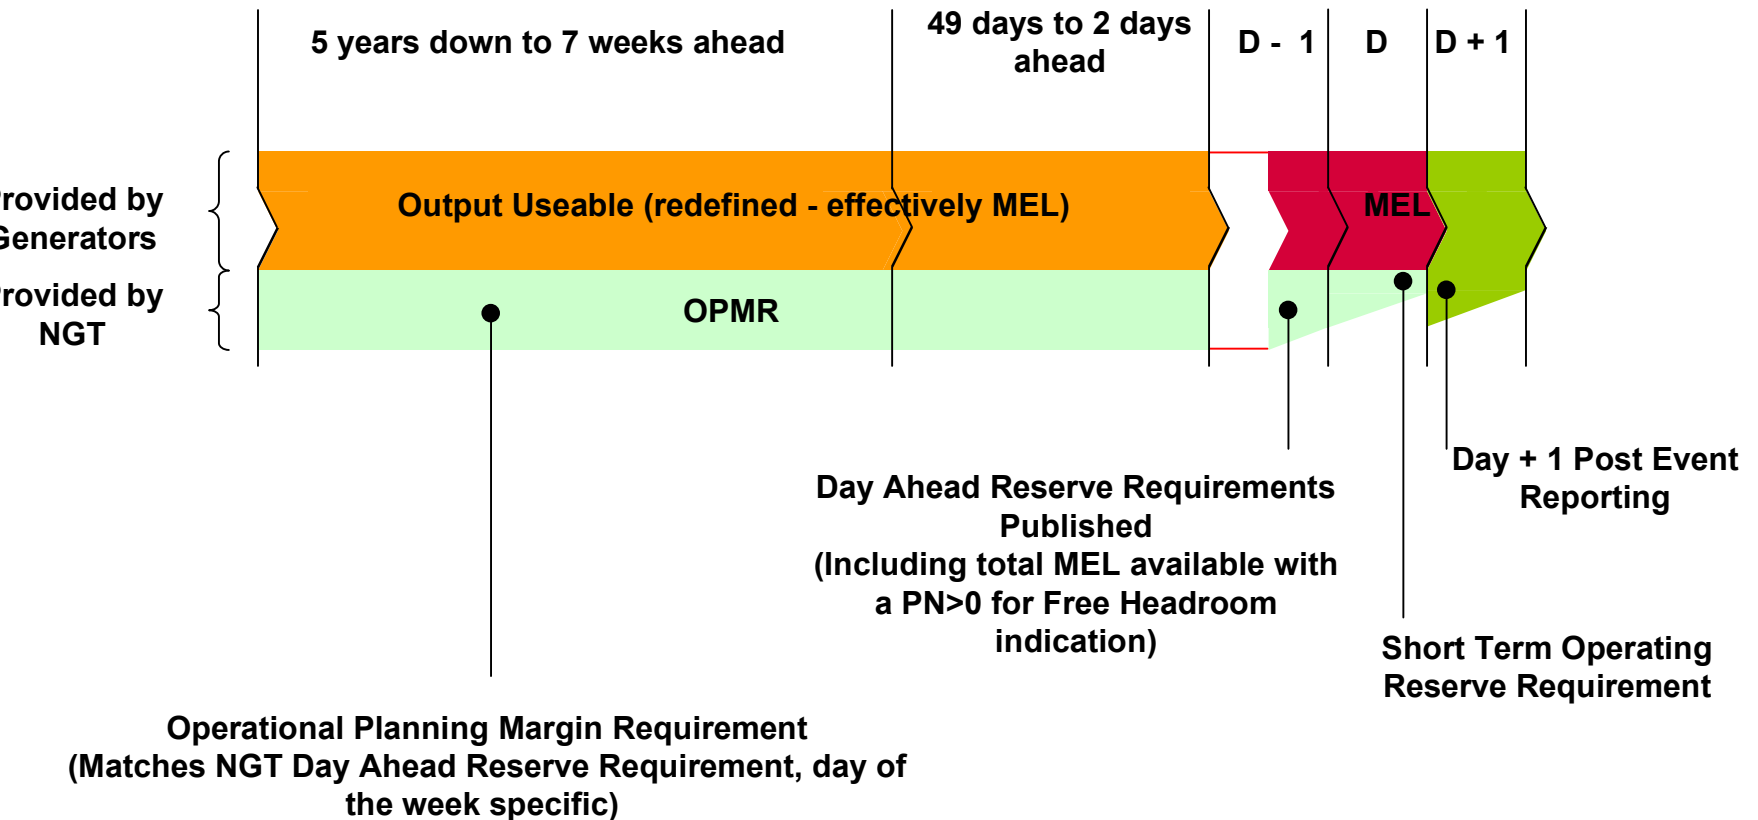 5 years down to 7 weeks ahead
49 days to 2 days
ahead
D - 1
D
D + 1
rovided by
Generators
Output Useable (redefined - effectively MEL)
MEL
rovided by
NGT
OPMR
Day + 1 Post Event
Reporting
Day Ahead Reserve Requirements
Published
(Including total MEL available with
a PN>0 for Free Headroom
indication)
Short Term Operating
Reserve Requirement
Operational Planning Margin Requirement
(Matches NGT Day Ahead Reserve Requirement, day of
the week specific)